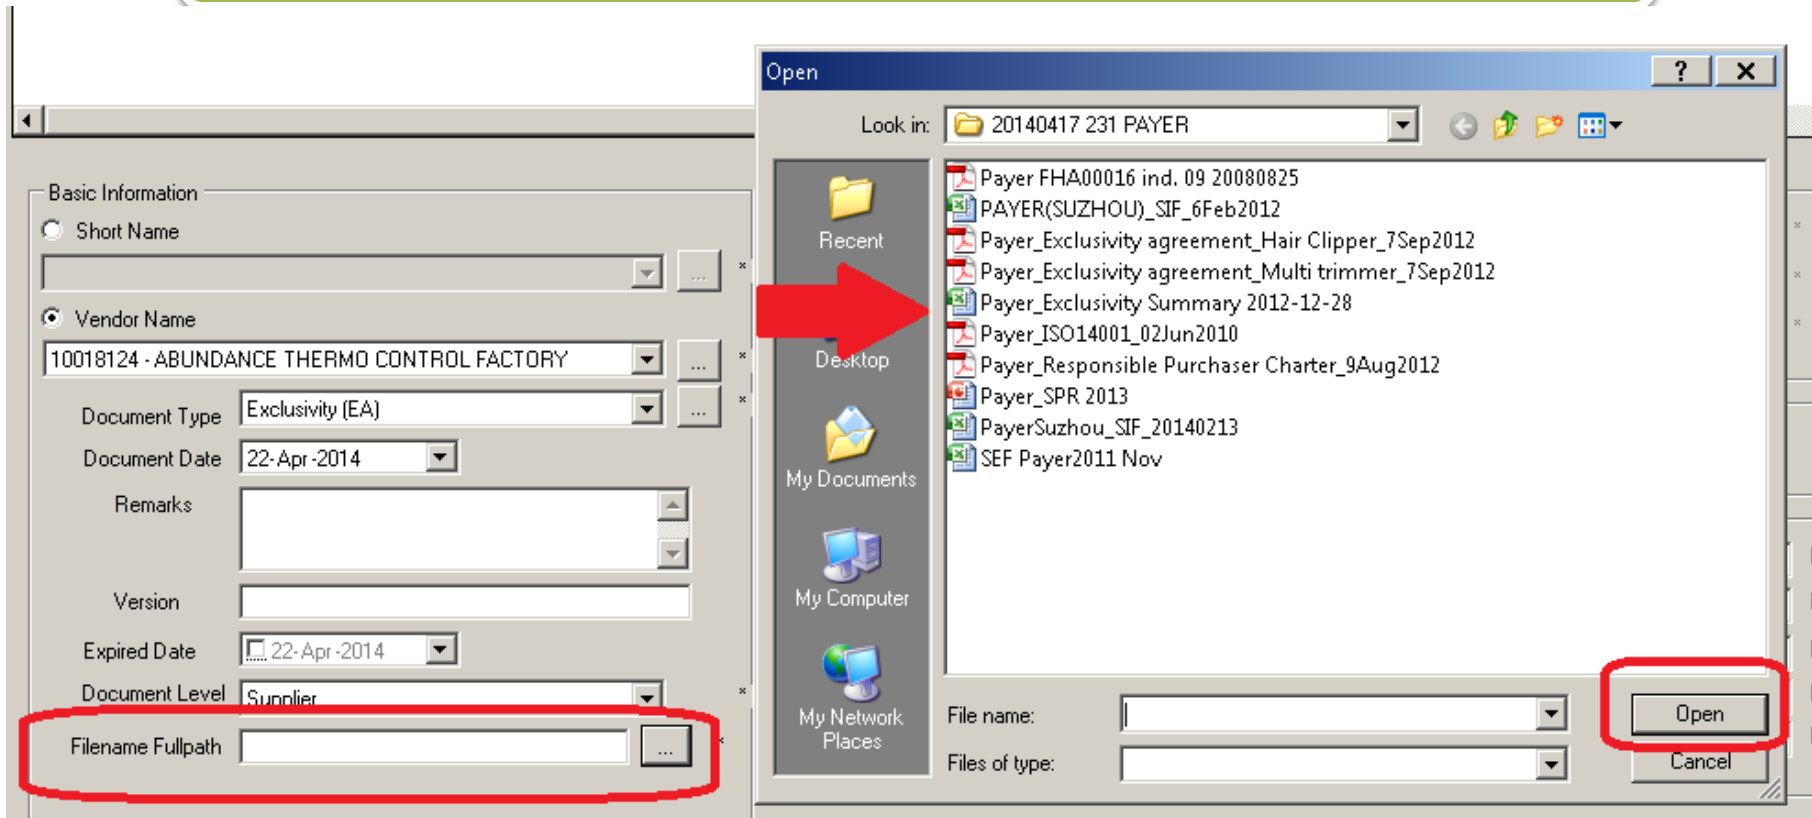 Basic Information
Short Name
...
*
Vendor Name
10018124 - ABUNDANCE THERMO CONTROL FACTORY
...
*
Document Type
Exclusivity (EA)
...
*
Document Date
22-Apr-2014
Remarks
Version
Expired Date
22-Apr-2014
Document Level
Supplier
*
Filename Fullpath
...
*
Open
?
X
Look in:
20140417 231 PAYER
Recent
Desktop
My Documents
My Computer
My Network
Places
Payer FHA00016 ind. 09 20080825
PAYER(SUZHOU)_SIF_6Feb2012
Payer_Exclusivity agreement_Hair Clipper_7Sep2012
Payer_Exclusivity agreement_Multi trimmer_7Sep2012
Payer_Exclusivity Summary 2012-12-28
Payer_ISO14001_02Jun2010
Payer_Responsible Purchaser Charter_9Aug2012
Payer_SPR 2013
PayerSuzhou_SIF_20140213
SEF Payer2011 Nov
File name:
Open
Files of type:
Cancel